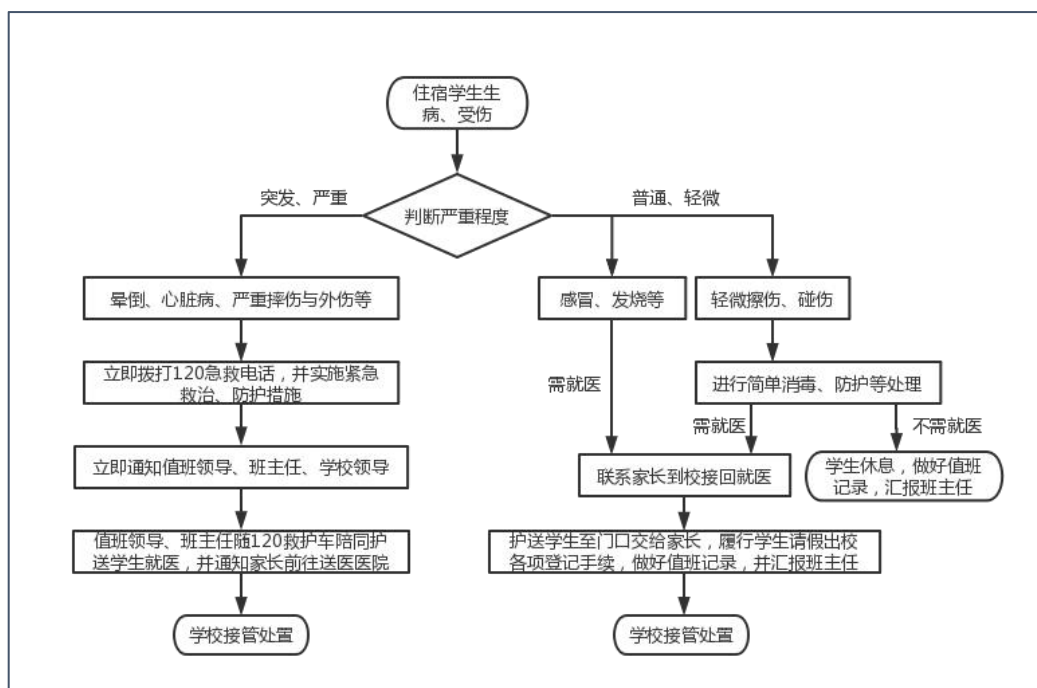 住宿学生生
病、受伤
突发、严重
判断严重程度
普通、轻微
晕倒、心脏病、严重摔伤与外伤等
感冒、发烧等
轻微擦伤、碰伤
立即拨打120急救电话，并实施紧急
救治、防护措施
进行简单消毒、防护等处理
需就医
需就医
不需就医
立即通知值班领导、班主任、学校领导
联系家长到校接回就医
学生休息，做好值班
记录，汇报班主任
值班领导、班主任随120救护车陪同护
送学生就医，并通知家长前往送医医院
护送学生至门口交给家长，履行学生请假出校
各项登记手续，做好值班记录，并汇报班主任
学校接管处置
学校接管处置